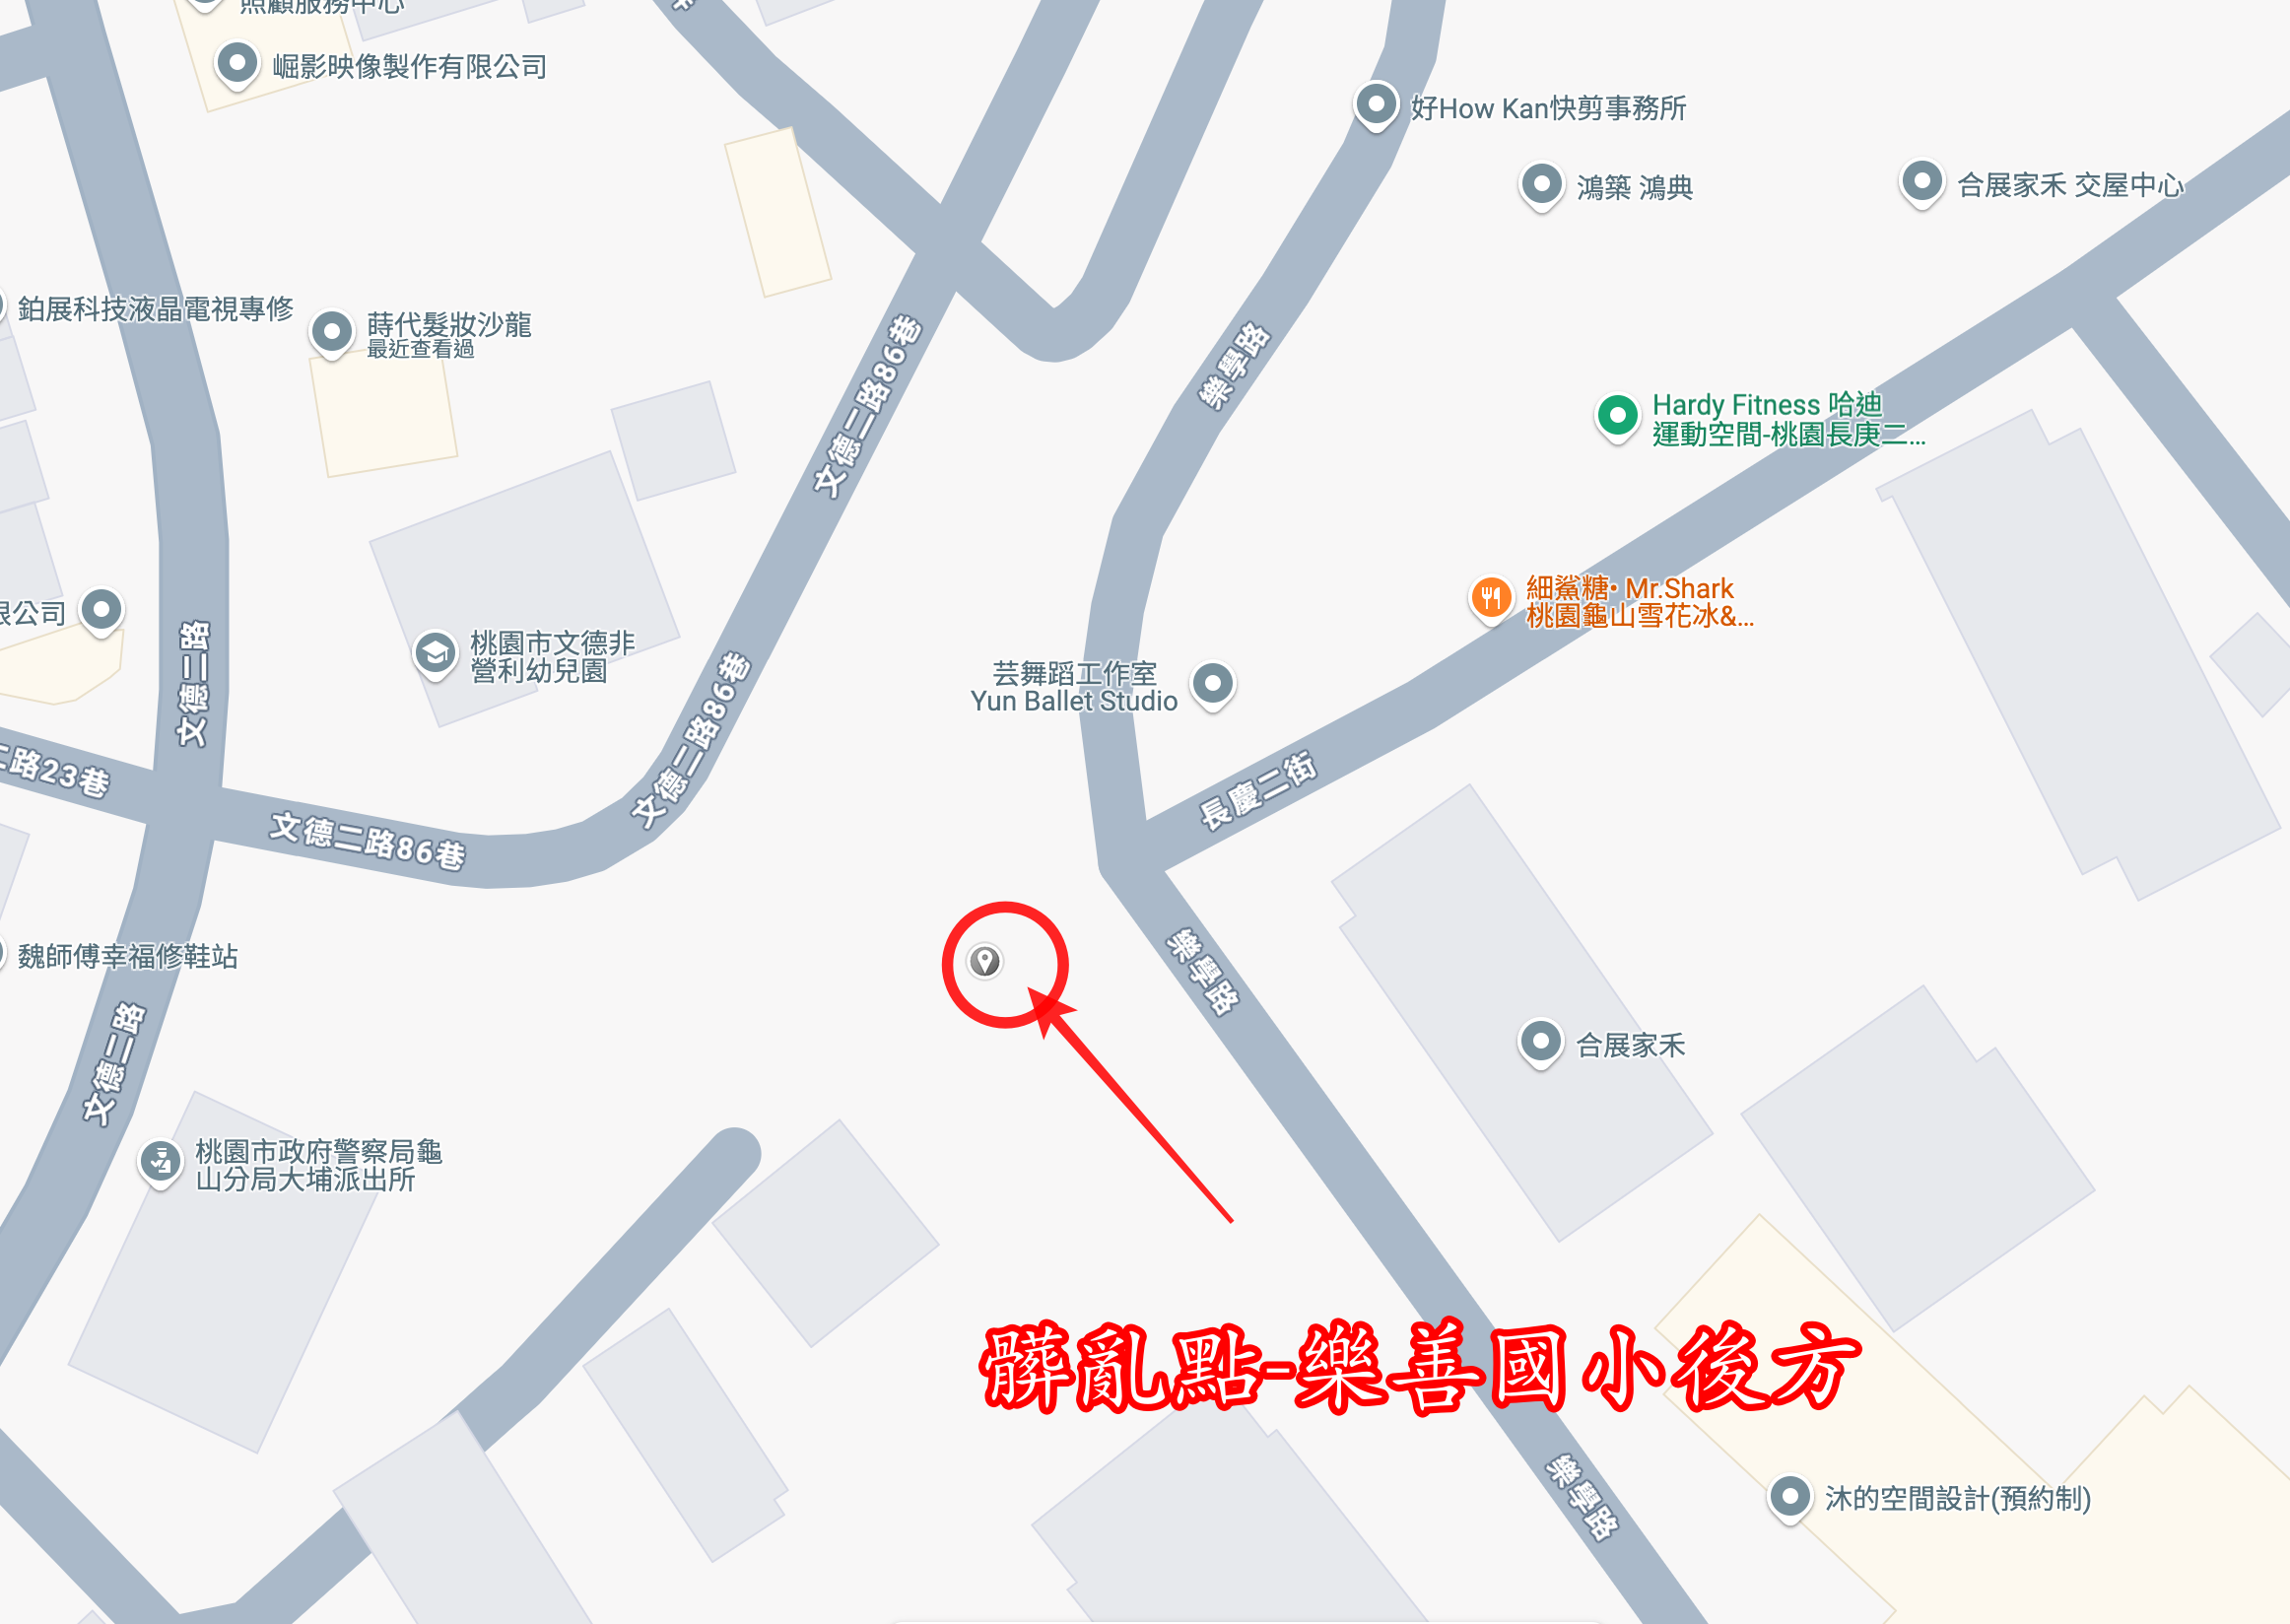 照顧服務中心
崛影映像製作有限公司
好How Kan快剪事務所
鴻築 鴻典
合展家禾 交屋中心
鉑展科技液晶電視專修
蒔代髮妝沙龍
最近查看過
文德二路86巷
樂學路
Hardy Fitness 哈迪
運動空間-桃園長庚二...
細鯊糖• Mr.Shark
桃園龜山雪花冰&...
限公司
桃園市文德非
營利幼兒園
文德二路
芸舞蹈工作室
Yun Ballet Studio
文德二路86巷
二路23巷
長慶二街
文德二路86巷
魏師傅幸福修鞋站
樂學路
合展家禾
文德二路
桃園市政府警察局龜
山分局大埔派出所
髒亂點-樂善國小後方
樂學路
沐的空間設計(預約制)